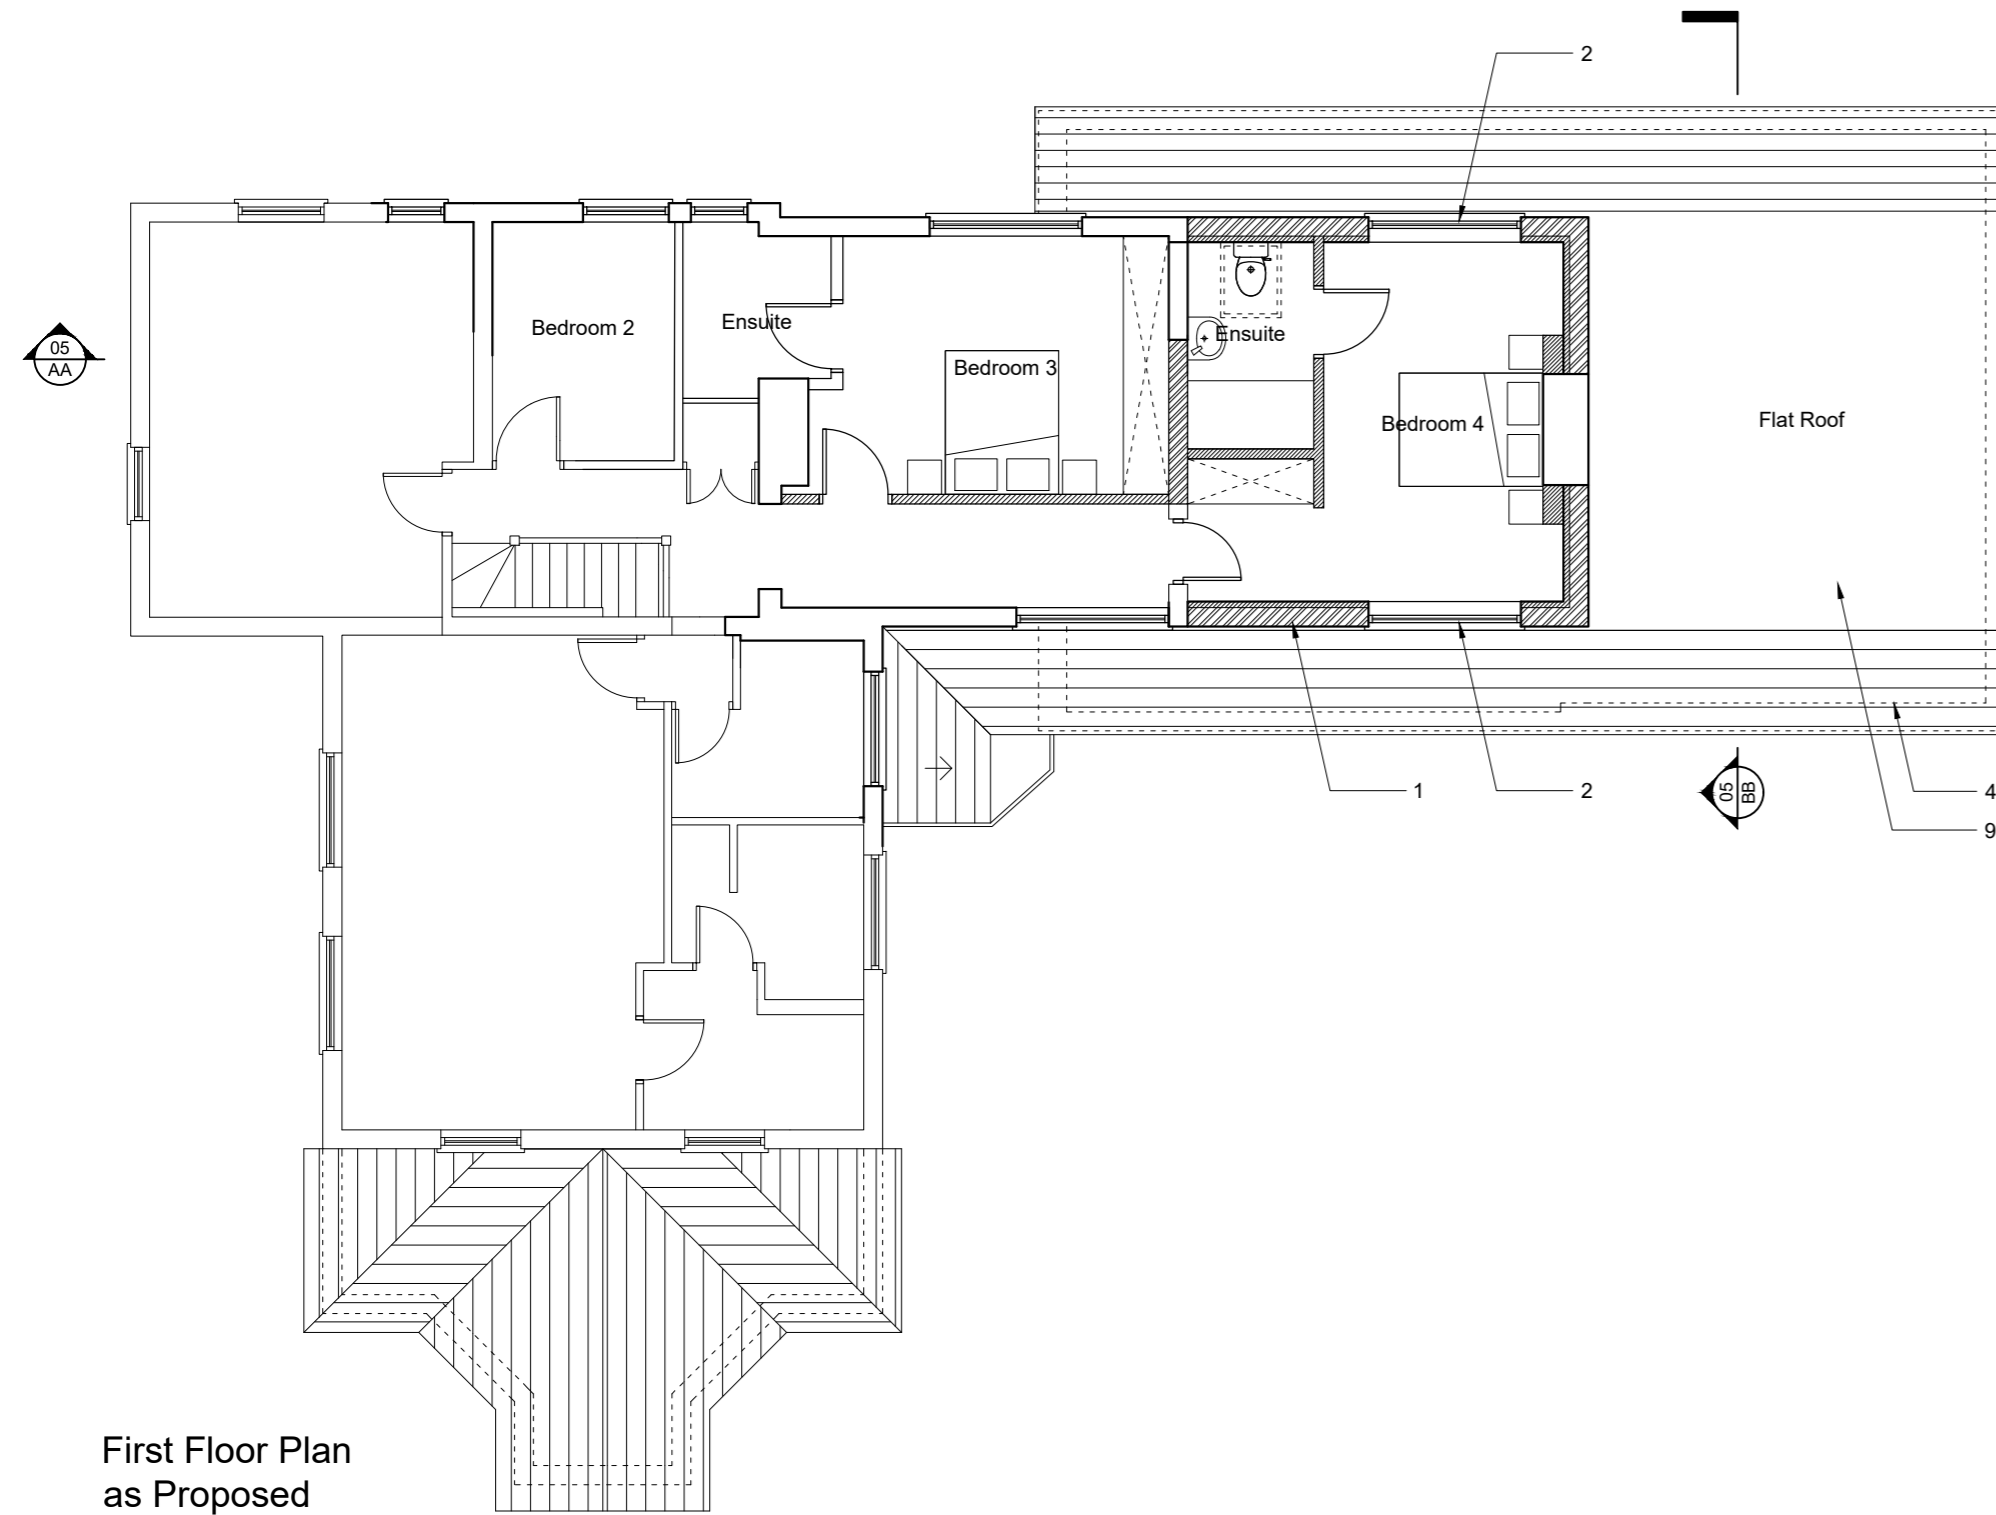 2
Bedroom 2
Ensuite
Ensuite
05
AA
Bedroom 3
Bedroom 4
Flat Roof
1
2
05
BB
4
9
First Floor Plan
as Proposed